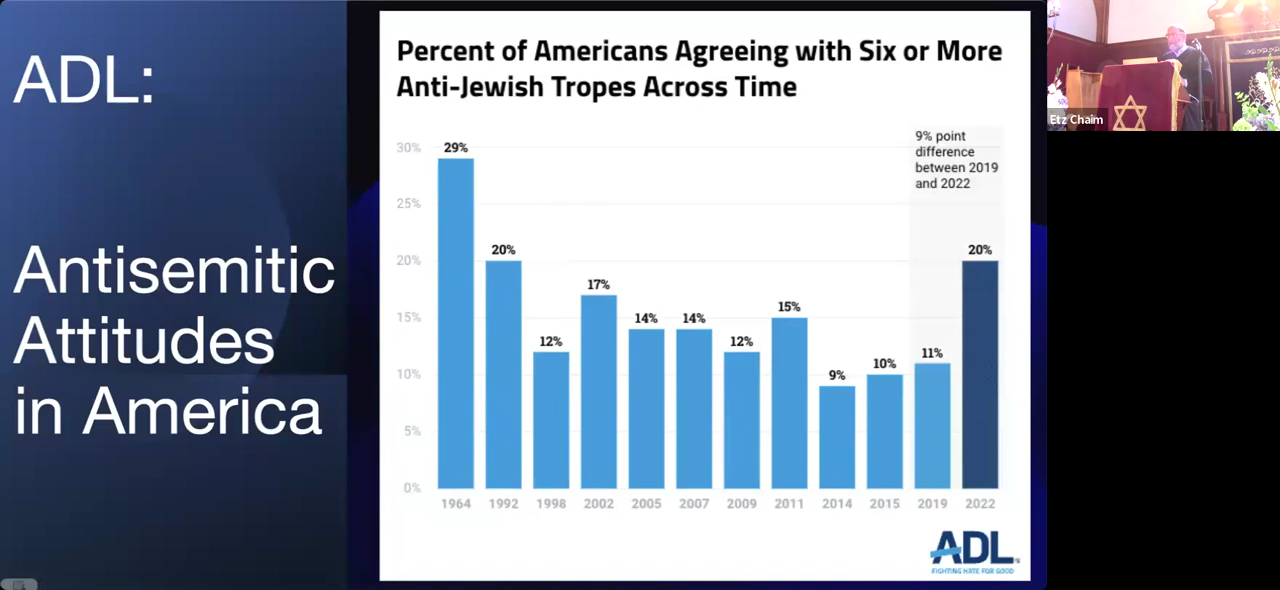 ADL:
Antisemitic
Attitudes
in America
Percent of Americans Agreeing with Six or More
Anti-Jewish Tropes Across Time
9% point
difference
between 2019
and 2022
30%
25%
20%
15%
10%
5%
0%
29%
20%
12%
17%
14%
14%
12%
15%
9%
10%
11%
20%
1964 1992 1998 2002 2005 2007 2009 2011 2014 2015 2019 2022
ADL
FIGHTING HATE FOR GOOD
Etz Chaim